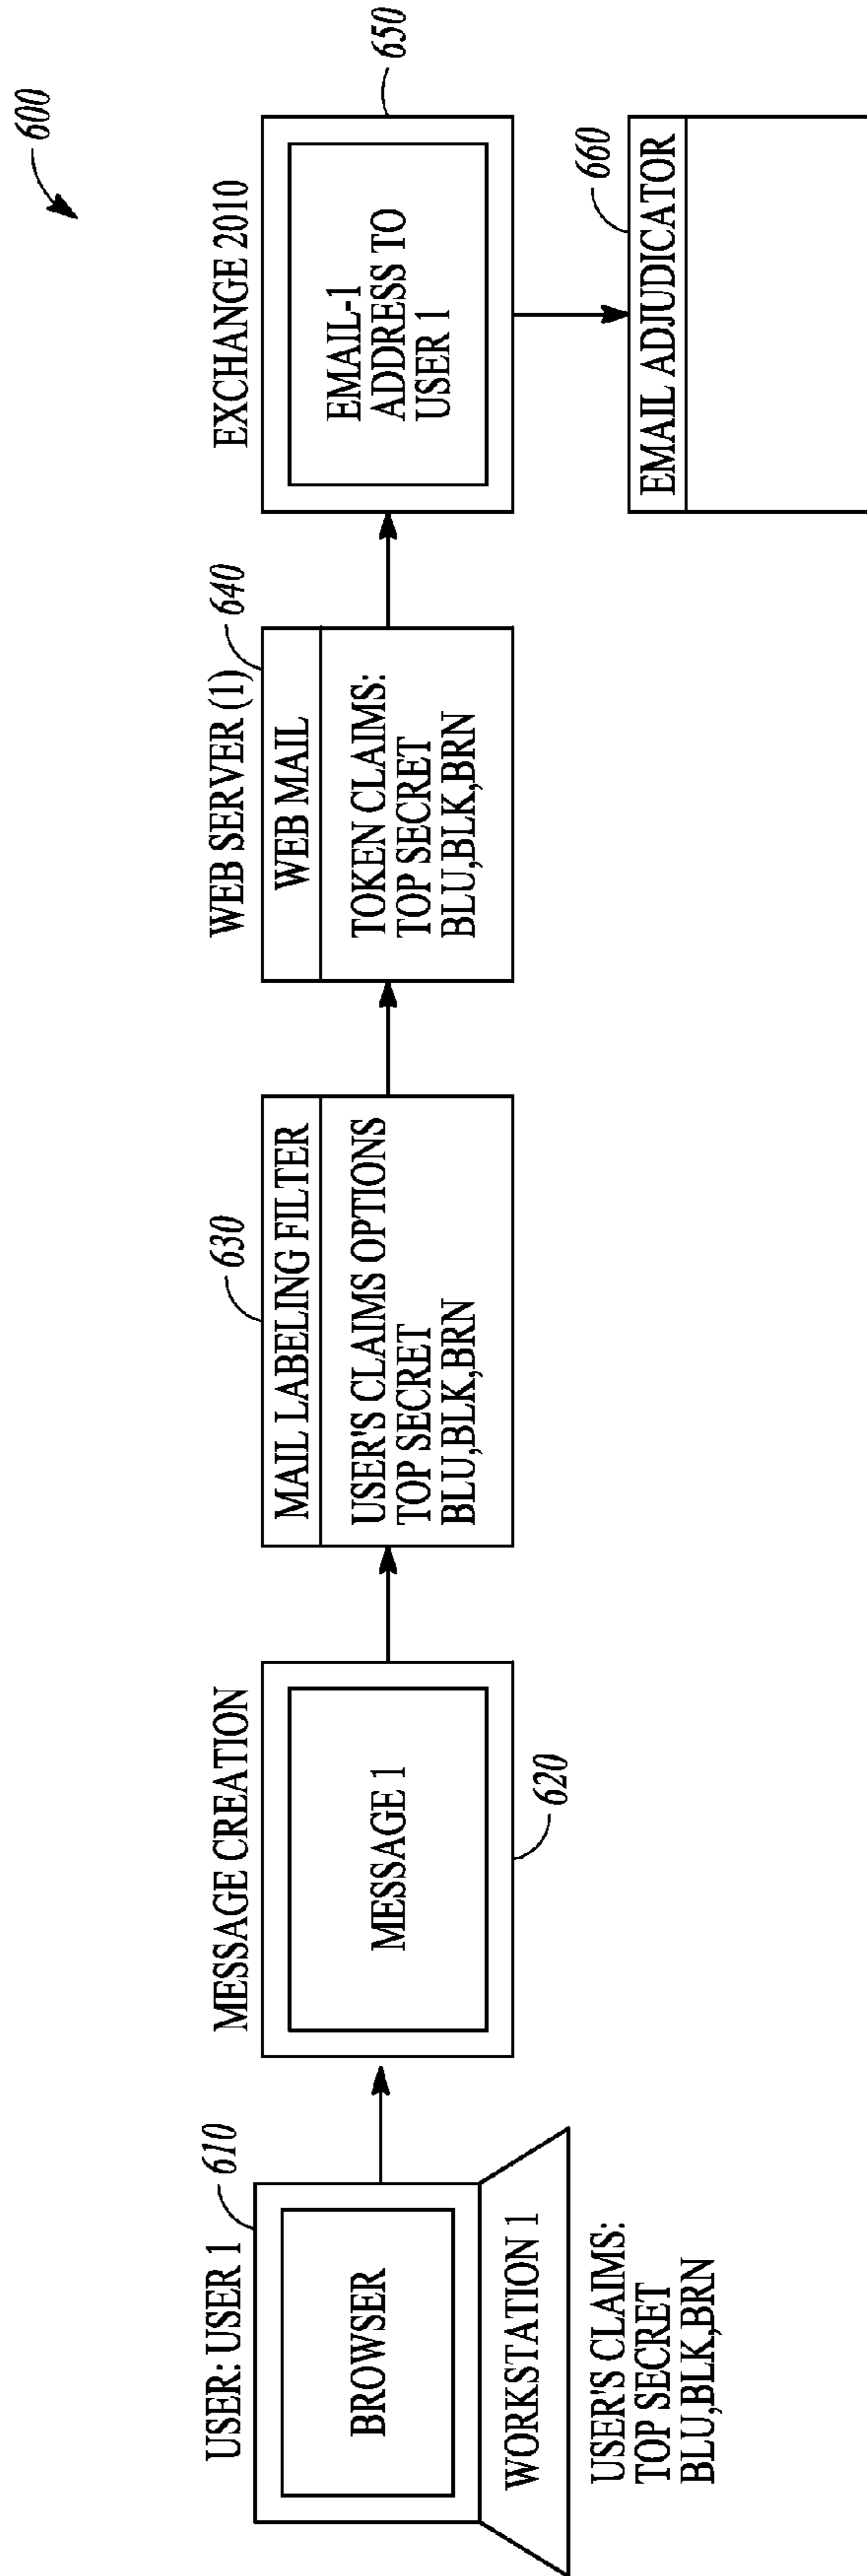 600
USER: USER 1
610
BROWSER
WORKSTATION 1
USER'S CLAIMS:
TOP SECRET
BLU,BLK,BRN
MESSAGE CREATION
MESSAGE 1
620
630
MAIL LABELING FILTER
USER'S CLAIMS OPTIONS
TOP SECRET
BLU,BLK,BRN
WEB SERVER (1)
640
WEB MAIL
TOKEN CLAIMS:
TOP SECRET
BLU,BLK,BRN
EXCHANGE 2010
EMAIL-1
ADDRESS TO
USER 1
650
660
EMAIL ADJUDICATOR